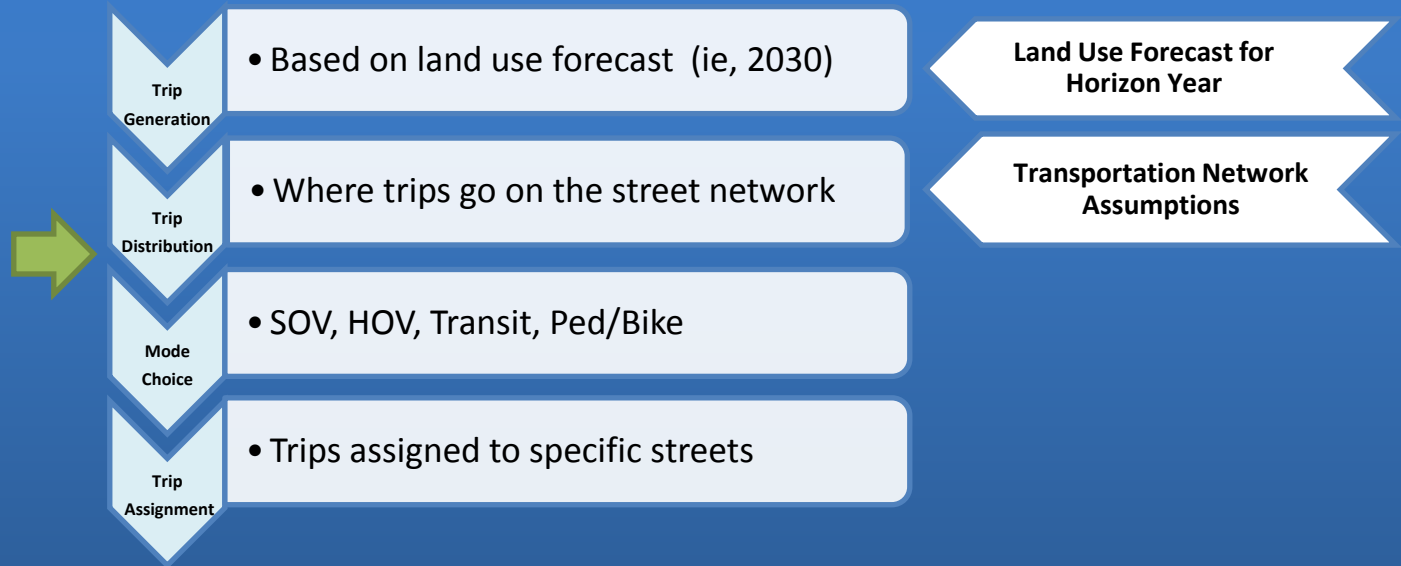 Trip
Generation
• Based on land use forecast  (ie, 2030)
Land Use Forecast for
Horizon Year
Trip
Distribution
• Where trips go on the street network
Transportation Network
Assumptions
Mode
Choice
• SOV, HOV, Transit, Ped/Bike
Trip
Assignment
• Trips assigned to specific streets